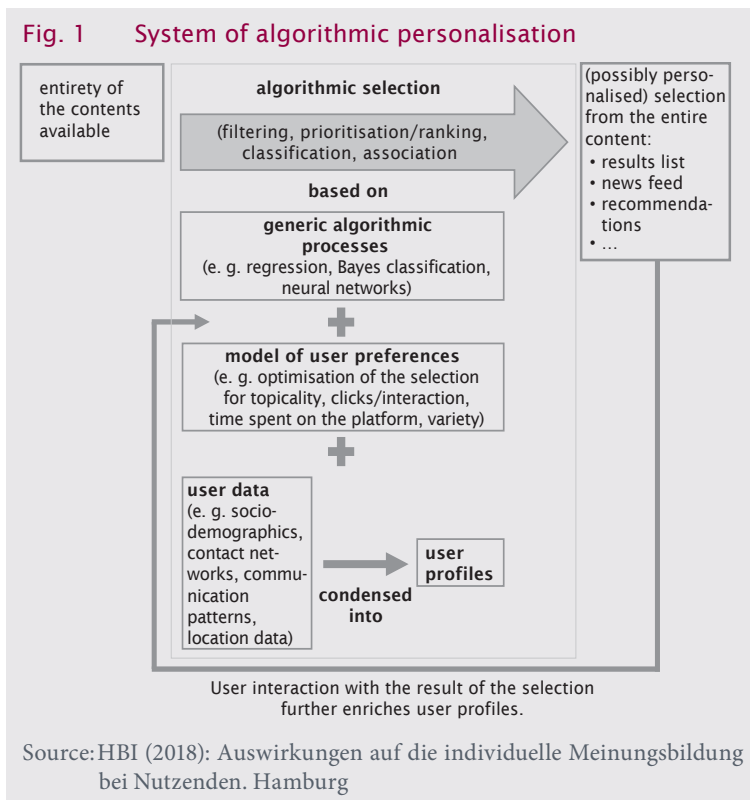 Fig. 1 System of algorithmic personalisation
entirety of
the contents
available
algorithmic selection
(filtering, prioritisation/ranking,
classification, association
based on
generic algorithmic
processes
(e. g. regression, Bayes classification,
neural networks)
+
model of user preferences
(e. g. optimisation of the selection
for topicality, clicks/interaction,
time spent on the platform, variety)
+
user data
(e. g. socio-
demographics,
contact net-
works, commu-
nication
patterns,
location data)
condensed
into
user
profiles
(possibly perso-
nalised) selection
from the entire
content:
• results list
• news feed
• recommenda-
tions
• …
User interaction with the result of the selection
further enriches user profiles.
Source: HBI (2018): Auswirkungen auf die individuelle Meinungsbildung
bei Nutzenden. Hamburg